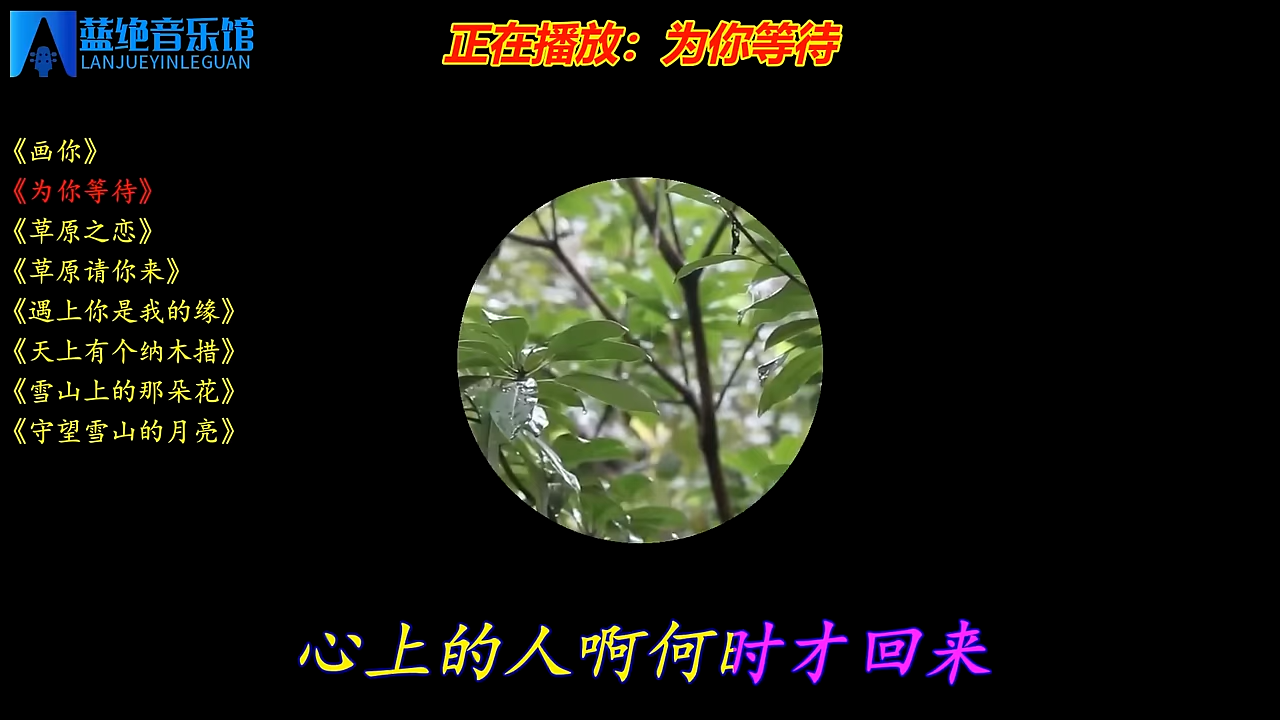 蓝绝音乐馆
LANJUEYINLEGUAN
正在播放：为你等待
《画你》
《为你等待》
《草原之恋》
《草原请你来》
《遇上你是我的缘》
《天上有个纳木措》
《雪山上的那朵花》
《守望雪山的月亮》
心上的人啊何时才回来